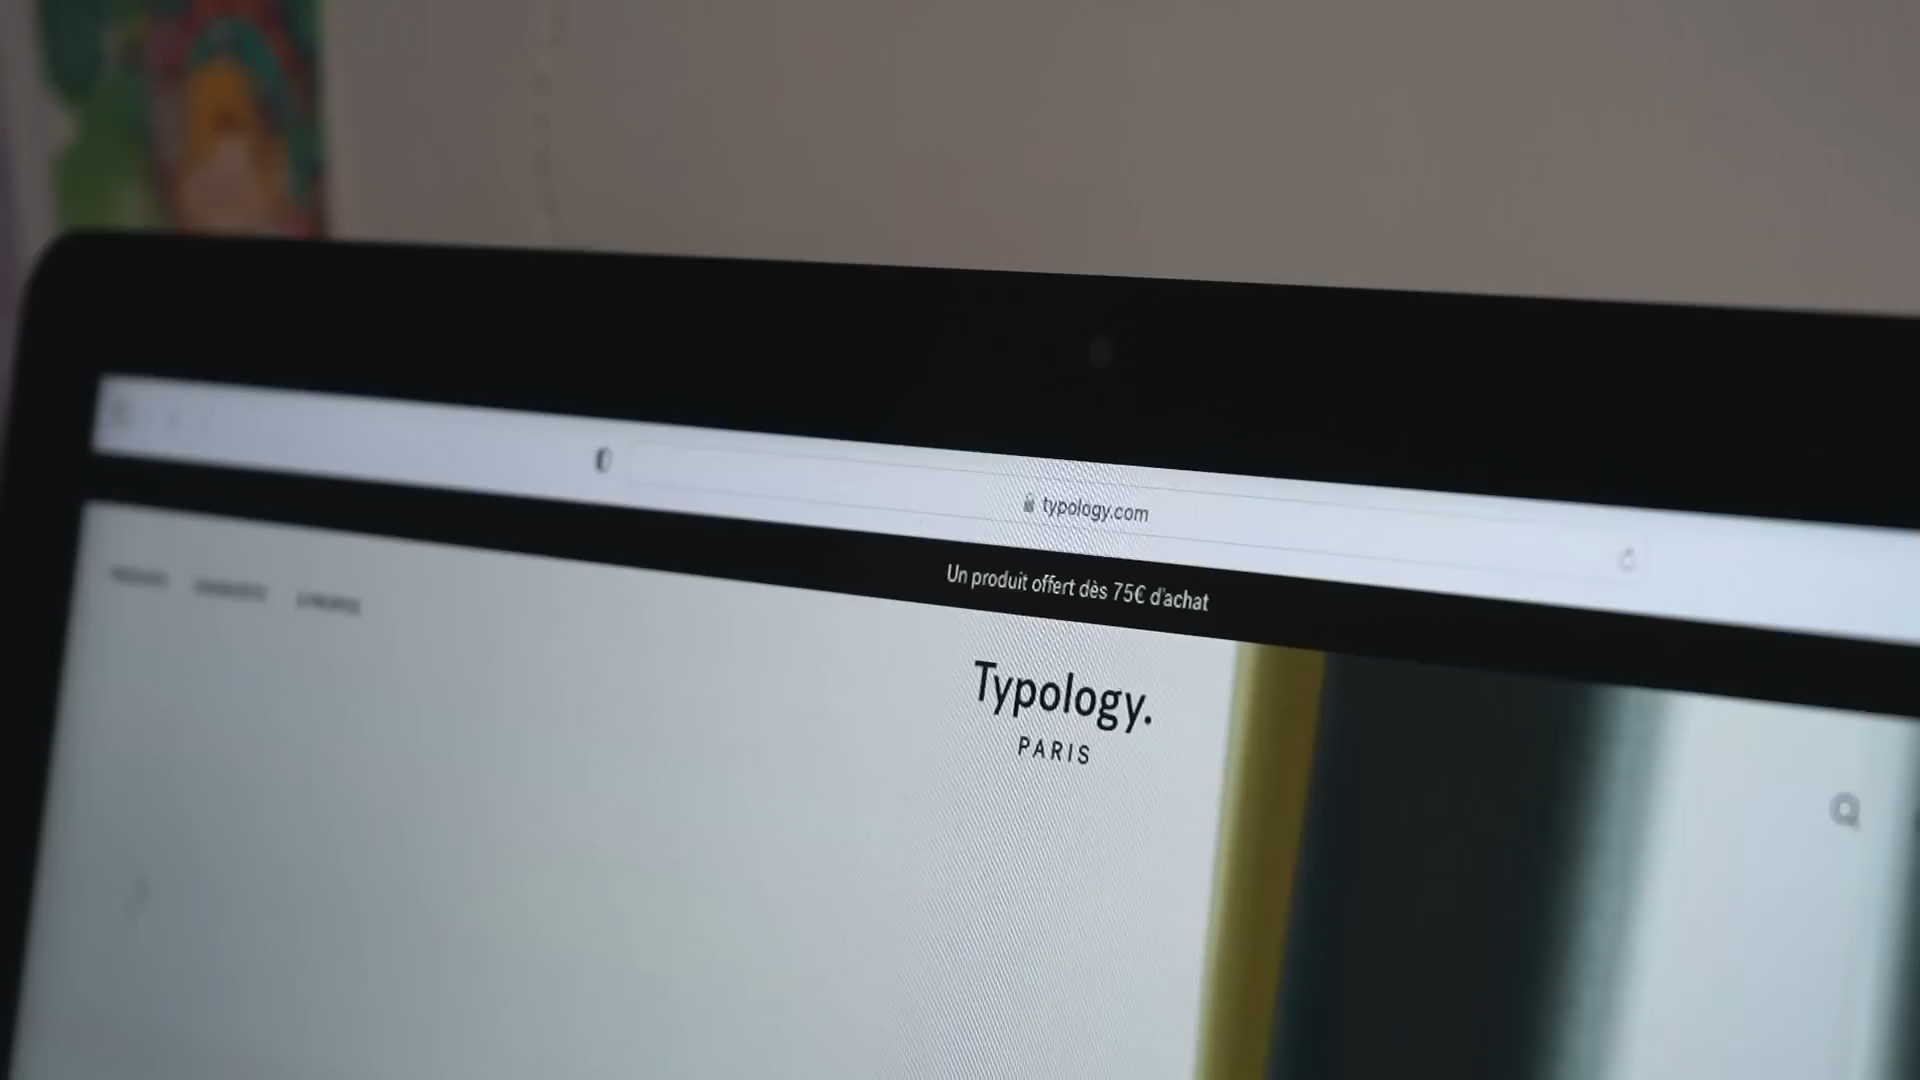 typology.com
Un produit offert dès 75€ d'achat
Typology.
PARIS